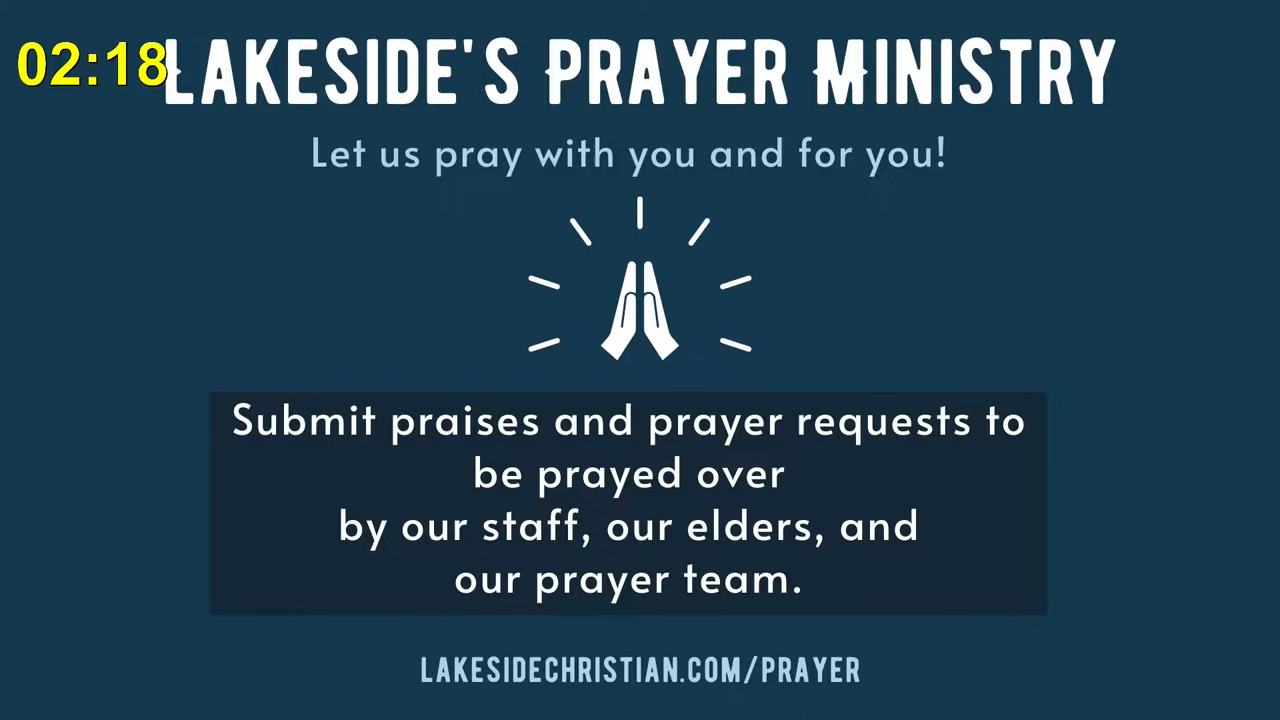 02:18
LAKESIDE'S PRAYER MINISTRY
Let us pray with you and for you!
Submit praises and prayer requests to
be prayed over
by our staff, our elders, and
our prayer team.
LAKESIDECHRISTIAN.COM/PRAYER